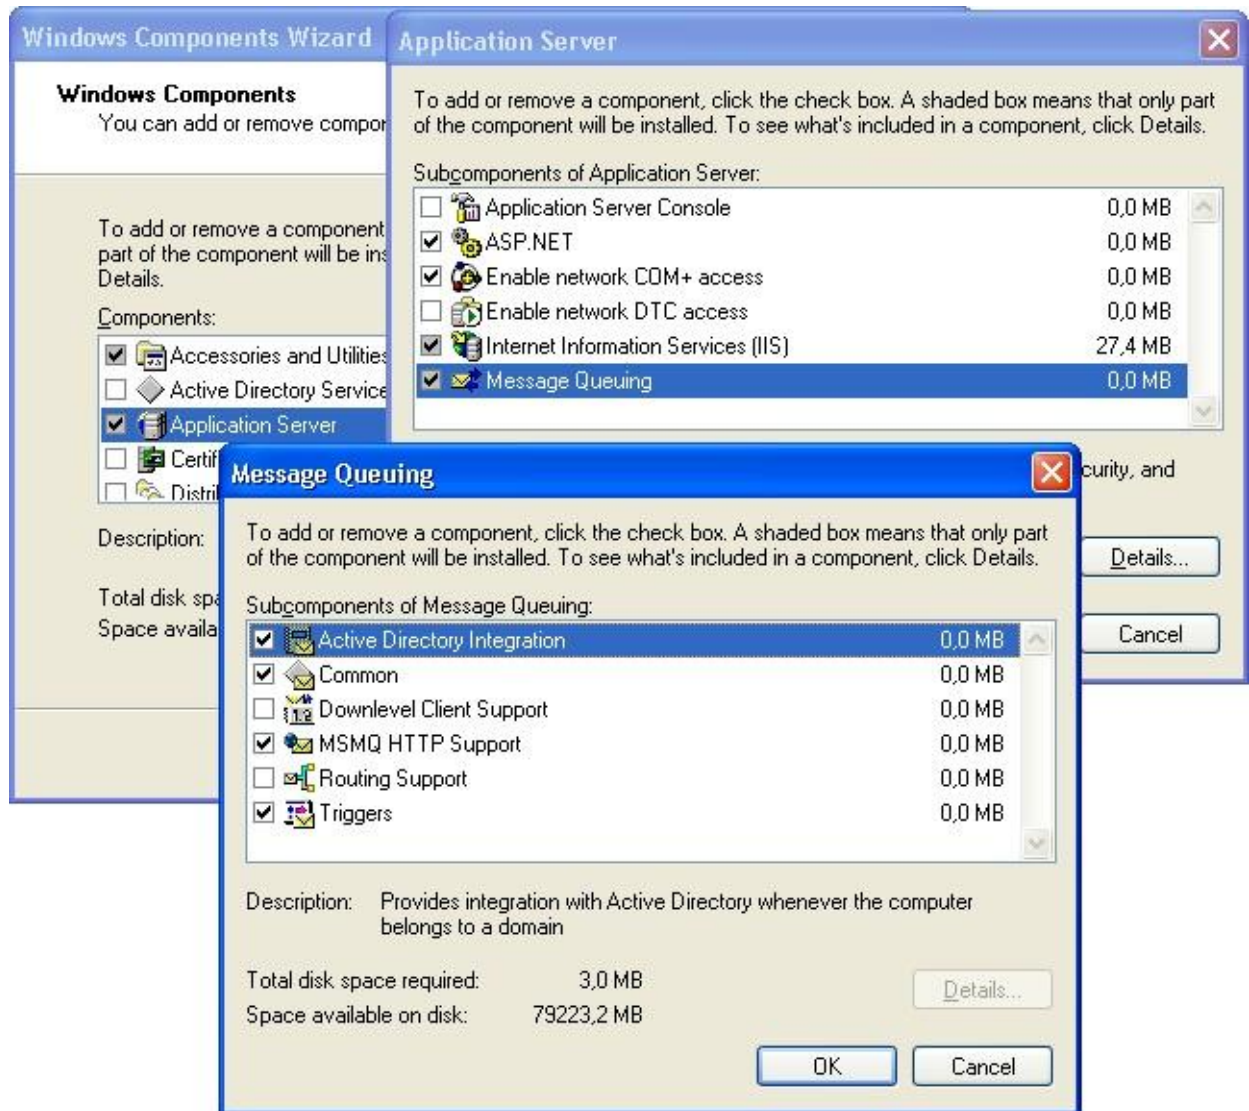 Windows Components Wizard
Windows Components
You can add or remove compor
To add or remove a component
part of the component will be ins
Details.
Components:
Accessories and Utilities
Active Directory Service
Application Server
Certif
Distril
Description:
Total disk spa
Space availa
Application Server
To add or remove a component, click the check box. A shaded box means that only part
of the component will be installed. To see what's included in a component, click Details.
Subcomponents of Application Server:
Application Server Console 0,0 MB
ASP.NET 0,0 MB
Enable network COM+ access 0,0 MB
Enable network DTC access 0,0 MB
Internet Information Services (IIS) 27,4 MB
Message Queuing 0,0 MB
curity, and
Details...
Cancel
Message Queuing
To add or remove a component, click the check box. A shaded box means that only part
of the component will be installed. To see what's included in a component, click Details.
Subcomponents of Message Queuing:
Active Directory Integration 0,0 MB
Common 0,0 MB
Downlevel Client Support 0,0 MB
MSMQ HTTP Support 0,0 MB
Routing Support 0,0 MB
Triggers 0,0 MB
Description: Provides integration with Active Directory whenever the computer
belongs to a domain
Total disk space required: 3,0 MB
Space available on disk: 79223,2 MB
Details...
OK Cancel